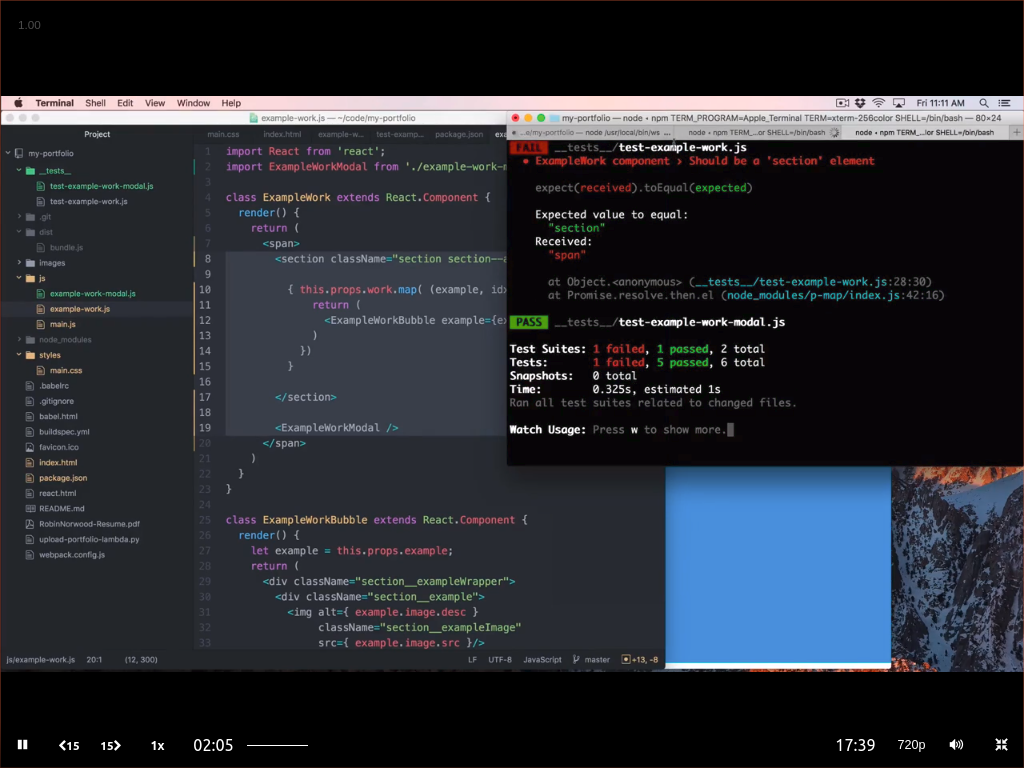 1.00
Terminal Shell Edit View Window Help
Fri 11:11 AM
example-work.js — ~/code/my-portfolio
Project
main.css index.html example-w... test-examp... package.json
my-portfolio
__tests__
test-example-work-modal.js
test-example-work.js
.git
dist
bundle.js
images
js
example-work-modal.js
example-work.js
main.js
node_modules
styles
main.css
.babelrc
.gitignore
babel.html
buildspec.yml
favicon.ico
index.html
package.json
react.html
README.md
RobinNorwood-Resume.pdf
upload-portfolio-lambda.py
webpack.config.js
1 import React from 'react';
2 import ExampleWorkModal from './example-work-m
3
4 class ExampleWork extends React.Component {
5 render() {
6 return (
7 <span>
8 <section className="section section--a
9
10 { this.props.work.map( (example, idx
11 return (
12 <ExampleWorkBubble example={ex
13 )
14 })
15 }
16
17 </section>
18
19 <ExampleWorkModal />
20 </span>
21 )
22 }
23 }
24
25 class ExampleWorkBubble extends React.Component {
26 render() {
27 let example = this.props.example;
28 return (
29 <div className="section__exampleWrapper">
30 <div className="section__example">
31 <img alt={ example.image.desc }
32 className="section__exampleImage"
33 src={ example.image.src }/>
js/example-work.js 20:1 (12, 300)
LF UTF-8 JavaScript master +13, -8
my-portfolio — node • npm TERM_PROGRAM=Apple_Terminal TERM=xterm-256color SHELL=/bin/bash — 80×24
...e/my-portfolio — node /usr/local/bin/ws ... node • npm TERM_...or SHELL=/bin/bash node • npm TERM_...lor SHELL=/bin/bash
FAIL __tests__/test-example-work.js
• ExampleWork component › Should be a 'section' element
expect(received).toEqual(expected)
Expected value to equal:
"section"
Received:
"span"
at Object.<anonymous> (__tests__/test-example-work.js:28:30)
at Promise.resolve.then.el (node_modules/p-map/index.js:42:16)
PASS __tests__/test-example-work-modal.js
Test Suites: 1 failed, 1 passed, 2 total
Tests: 1 failed, 5 passed, 6 total
Snapshots: 0 total
Time: 0.325s, estimated 1s
Ran all test suites related to changed files.
Watch Usage: Press w to show more.
15 15 1x 02:05 17:39 720p